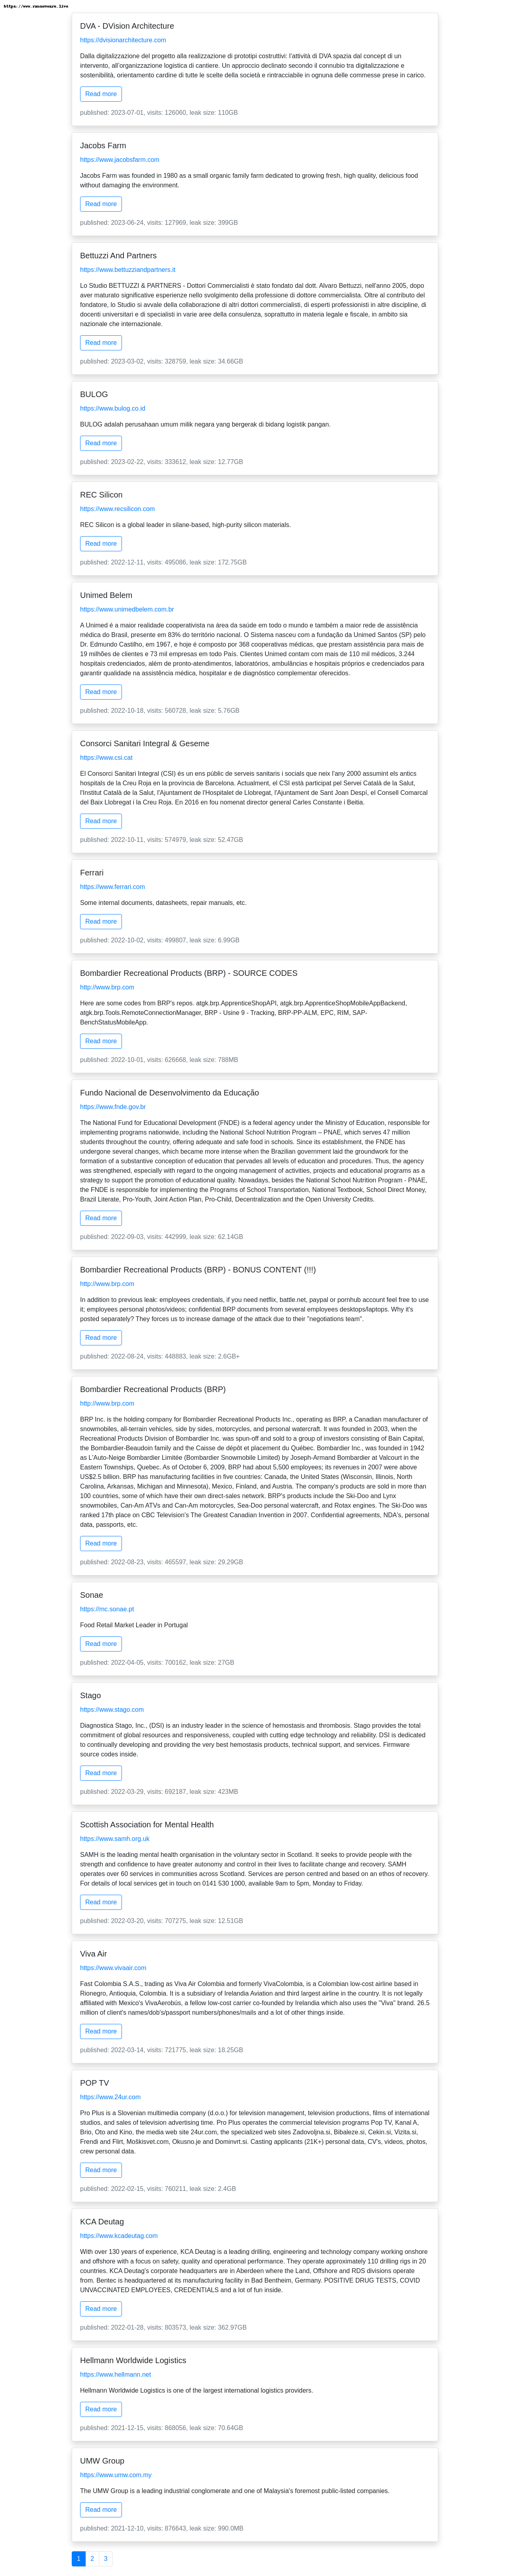 https://www.ransomware.live
DVA - DVision Architecture
https://dvisionarchitecture.com
Dalla digitalizzazione del progetto alla realizzazione di prototipi costruttivi: l'attività di DVA spazia dal concept di un
intervento, all'organizzazione logistica di cantiere. Un approccio declinato secondo il connubio tra digitalizzazione e
sostenibilità, orientamento cardine di tutte le scelte della società e rintracciabile in ognuna delle commesse prese in carico.
Read more
published: 2023-07-01, visits: 126060, leak size: 110GB
Jacobs Farm
https://www.jacobsfarm.com
Jacobs Farm was founded in 1980 as a small organic family farm dedicated to growing fresh, high quality, delicious food
without damaging the environment.
Read more
published: 2023-06-24, visits: 127969, leak size: 399GB
Bettuzzi And Partners
https://www.bettuzziandpartners.it
Lo Studio BETTUZZI & PARTNERS - Dottori Commercialisti è stato fondato dal dott. Alvaro Bettuzzi, nell'anno 2005, dopo
aver maturato significative esperienze nello svolgimento della professione di dottore commercialista. Oltre al contributo del
fondatore, lo Studio si avvale della collaborazione di altri dottori commercialisti, di esperti professionisti in altre discipline, di
docenti universitari e di specialisti in varie aree della consulenza, soprattutto in materia legale e fiscale, in ambito sia
nazionale che internazionale.
Read more
published: 2023-03-02, visits: 328759, leak size: 34.66GB
BULOG
https://www.bulog.co.id
BULOG adalah perusahaan umum milik negara yang bergerak di bidang logistik pangan.
Read more
published: 2023-02-22, visits: 333612, leak size: 12.77GB
REC Silicon
https://www.recsilicon.com
REC Silicon is a global leader in silane-based, high-purity silicon materials.
Read more
published: 2022-12-11, visits: 495086, leak size: 172.75GB
Unimed Belem
https://www.unimedbelem.com.br
A Unimed é a maior realidade cooperativista na área da saúde em todo o mundo e também a maior rede de assistência
médica do Brasil, presente em 83% do território nacional. O Sistema nasceu com a fundação da Unimed Santos (SP) pelo
Dr. Edmundo Castilho, em 1967, e hoje é composto por 368 cooperativas médicas, que prestam assistência para mais de
19 milhões de clientes e 73 mil empresas em todo País. Clientes Unimed contam com mais de 110 mil médicos, 3.244
hospitais credenciados, além de pronto-atendimentos, laboratórios, ambulâncias e hospitais próprios e credenciados para
garantir qualidade na assistência médica, hospitalar e de diagnóstico complementar oferecidos.
Read more
published: 2022-10-18, visits: 560728, leak size: 5.76GB
Consorci Sanitari Integral & Geseme
https://www.csi.cat
El Consorci Sanitari Integral (CSI) és un ens públic de serveis sanitaris i socials que neix l'any 2000 assumint els antics
hospitals de la Creu Roja en la província de Barcelona. Actualment, el CSI està participat pel Servei Català de la Salut,
l'Institut Català de la Salut, l'Ajuntament de l'Hospitalet de Llobregat, l'Ajuntament de Sant Joan Despí, el Consell Comarcal
del Baix Llobregat i la Creu Roja. En 2016 en fou nomenat director general Carles Constante i Beitia.
Read more
published: 2022-10-11, visits: 574979, leak size: 52.47GB
Ferrari
https://www.ferrari.com
Some internal documents, datasheets, repair manuals, etc.
Read more
published: 2022-10-02, visits: 499807, leak size: 6.99GB
Bombardier Recreational Products (BRP) - SOURCE CODES
http://www.brp.com
Here are some codes from BRP's repos. atgk.brp.ApprenticeShopAPI, atgk.brp.ApprenticeShopMobileAppBackend,
atgk.brp.Tools.RemoteConnectionManager, BRP - Usine 9 - Tracking, BRP-PP-ALM, EPC, RIM, SAP-
BenchStatusMobileApp.
Read more
published: 2022-10-01, visits: 626668, leak size: 788MB
Fundo Nacional de Desenvolvimento da Educação
https://www.fnde.gov.br
The National Fund for Educational Development (FNDE) is a federal agency under the Ministry of Education, responsible for
implementing programs nationwide, including the National School Nutrition Program – PNAE, which serves 47 million
students throughout the country, offering adequate and safe food in schools. Since its establishment, the FNDE has
undergone several changes, which became more intense when the Brazilian government laid the groundwork for the
formation of a substantive conception of education that pervades all levels of education and procedures. Thus, the agency
was strengthened, especially with regard to the ongoing management of activities, projects and educational programs as a
strategy to support the promotion of educational quality. Nowadays, besides the National School Nutrition Program - PNAE,
the FNDE is responsible for implementing the Programs of School Transportation, National Textbook, School Direct Money,
Brazil Literate, Pro-Youth, Joint Action Plan, Pro-Child, Decentralization and the Open University Credits.
Read more
published: 2022-09-03, visits: 442999, leak size: 62.14GB
Bombardier Recreational Products (BRP) - BONUS CONTENT (!!!)
http://www.brp.com
In addition to previous leak: employees credentials, if you need netflix, battle.net, paypal or pornhub account feel free to use
it; employees personal photos/videos; confidential BRP documents from several employees desktops/laptops. Why it's
posted separately? They forces us to increase damage of the attack due to their "negotiations team".
Read more
published: 2022-08-24, visits: 448883, leak size: 2.6GB+
Bombardier Recreational Products (BRP)
http://www.brp.com
BRP Inc. is the holding company for Bombardier Recreational Products Inc., operating as BRP, a Canadian manufacturer of
snowmobiles, all-terrain vehicles, side by sides, motorcycles, and personal watercraft. It was founded in 2003, when the
Recreational Products Division of Bombardier Inc. was spun-off and sold to a group of investors consisting of Bain Capital,
the Bombardier-Beaudoin family and the Caisse de dépôt et placement du Québec. Bombardier Inc., was founded in 1942
as L'Auto-Neige Bombardier Limitée (Bombardier Snowmobile Limited) by Joseph-Armand Bombardier at Valcourt in the
Eastern Townships, Quebec. As of October 6, 2009, BRP had about 5,500 employees; its revenues in 2007 were above
US$2.5 billion. BRP has manufacturing facilities in five countries: Canada, the United States (Wisconsin, Illinois, North
Carolina, Arkansas, Michigan and Minnesota), Mexico, Finland, and Austria. The company's products are sold in more than
100 countries, some of which have their own direct-sales network. BRP's products include the Ski-Doo and Lynx
snowmobiles, Can-Am ATVs and Can-Am motorcycles, Sea-Doo personal watercraft, and Rotax engines. The Ski-Doo was
ranked 17th place on CBC Television's The Greatest Canadian Invention in 2007. Confidential agreements, NDA's, personal
data, passports, etc.
Read more
published: 2022-08-23, visits: 465597, leak size: 29.29GB
Sonae
https://mc.sonae.pt
Food Retail Market Leader in Portugal
Read more
published: 2022-04-05, visits: 700162, leak size: 27GB
Stago
https://www.stago.com
Diagnostica Stago, Inc., (DSI) is an industry leader in the science of hemostasis and thrombosis. Stago provides the total
commitment of global resources and responsiveness, coupled with cutting edge technology and reliability. DSI is dedicated
to continually developing and providing the very best hemostasis products, technical support, and services. Firmware
source codes inside.
Read more
published: 2022-03-29, visits: 692187, leak size: 423MB
Scottish Association for Mental Health
https://www.samh.org.uk
SAMH is the leading mental health organisation in the voluntary sector in Scotland. It seeks to provide people with the
strength and confidence to have greater autonomy and control in their lives to facilitate change and recovery. SAMH
operates over 60 services in communities across Scotland. Services are person centred and based on an ethos of recovery.
For details of local services get in touch on 0141 530 1000, available 9am to 5pm, Monday to Friday.
Read more
published: 2022-03-20, visits: 707275, leak size: 12.51GB
Viva Air
https://www.vivaair.com
Fast Colombia S.A.S., trading as Viva Air Colombia and formerly VivaColombia, is a Colombian low-cost airline based in
Rionegro, Antioquia, Colombia. It is a subsidiary of Irelandia Aviation and third largest airline in the country. It is not legally
affiliated with Mexico's VivaAerobús, a fellow low-cost carrier co-founded by Irelandia which also uses the "Viva" brand. 26.5
million of client's names/dob's/passport numbers/phones/mails and a lot of other things inside.
Read more
published: 2022-03-14, visits: 721775, leak size: 18.25GB
POP TV
https://www.24ur.com
Pro Plus is a Slovenian multimedia company (d.o.o.) for television management, television productions, films of international
studios, and sales of television advertising time. Pro Plus operates the commercial television programs Pop TV, Kanal A,
Brio, Oto and Kino, the media web site 24ur.com, the specialized web sites Zadovoljna.si, Bibaleze.si, Cekin.si, Vizita.si,
Frendi and Flirt, Moškisvet.com, Okusno.je and Dominvrt.si. Casting applicants (21K+) personal data, CV's, videos, photos,
crew personal data.
Read more
published: 2022-02-15, visits: 760211, leak size: 2.4GB
KCA Deutag
https://www.kcadeutag.com
With over 130 years of experience, KCA Deutag is a leading drilling, engineering and technology company working onshore
and offshore with a focus on safety, quality and operational performance. They operate approximately 110 drilling rigs in 20
countries. KCA Deutag's corporate headquarters are in Aberdeen where the Land, Offshore and RDS divisions operate
from. Bentec is headquartered at its manufacturing facility in Bad Bentheim, Germany. POSITIVE DRUG TESTS, COVID
UNVACCINATED EMPLOYEES, CREDENTIALS and a lot of fun inside.
Read more
published: 2022-01-28, visits: 803573, leak size: 362.97GB
Hellmann Worldwide Logistics
https://www.hellmann.net
Hellmann Worldwide Logistics is one of the largest international logistics providers.
Read more
published: 2021-12-15, visits: 868056, leak size: 70.64GB
UMW Group
https://www.umw.com.my
The UMW Group is a leading industrial conglomerate and one of Malaysia's foremost public-listed companies.
Read more
published: 2021-12-10, visits: 876643, leak size: 990.0MB
1 2 3